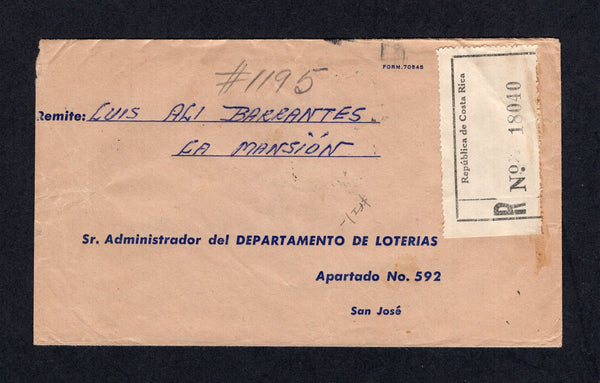 FORM. 70845
#1195
Remite: LUIS ALI BARRANTES
LA MANSIÓN
Sr. Administrador del DEPARTAMENTO DE LOTERIAS
Apartado No. 592
San José
República de Costa Rica
R Nº 18040